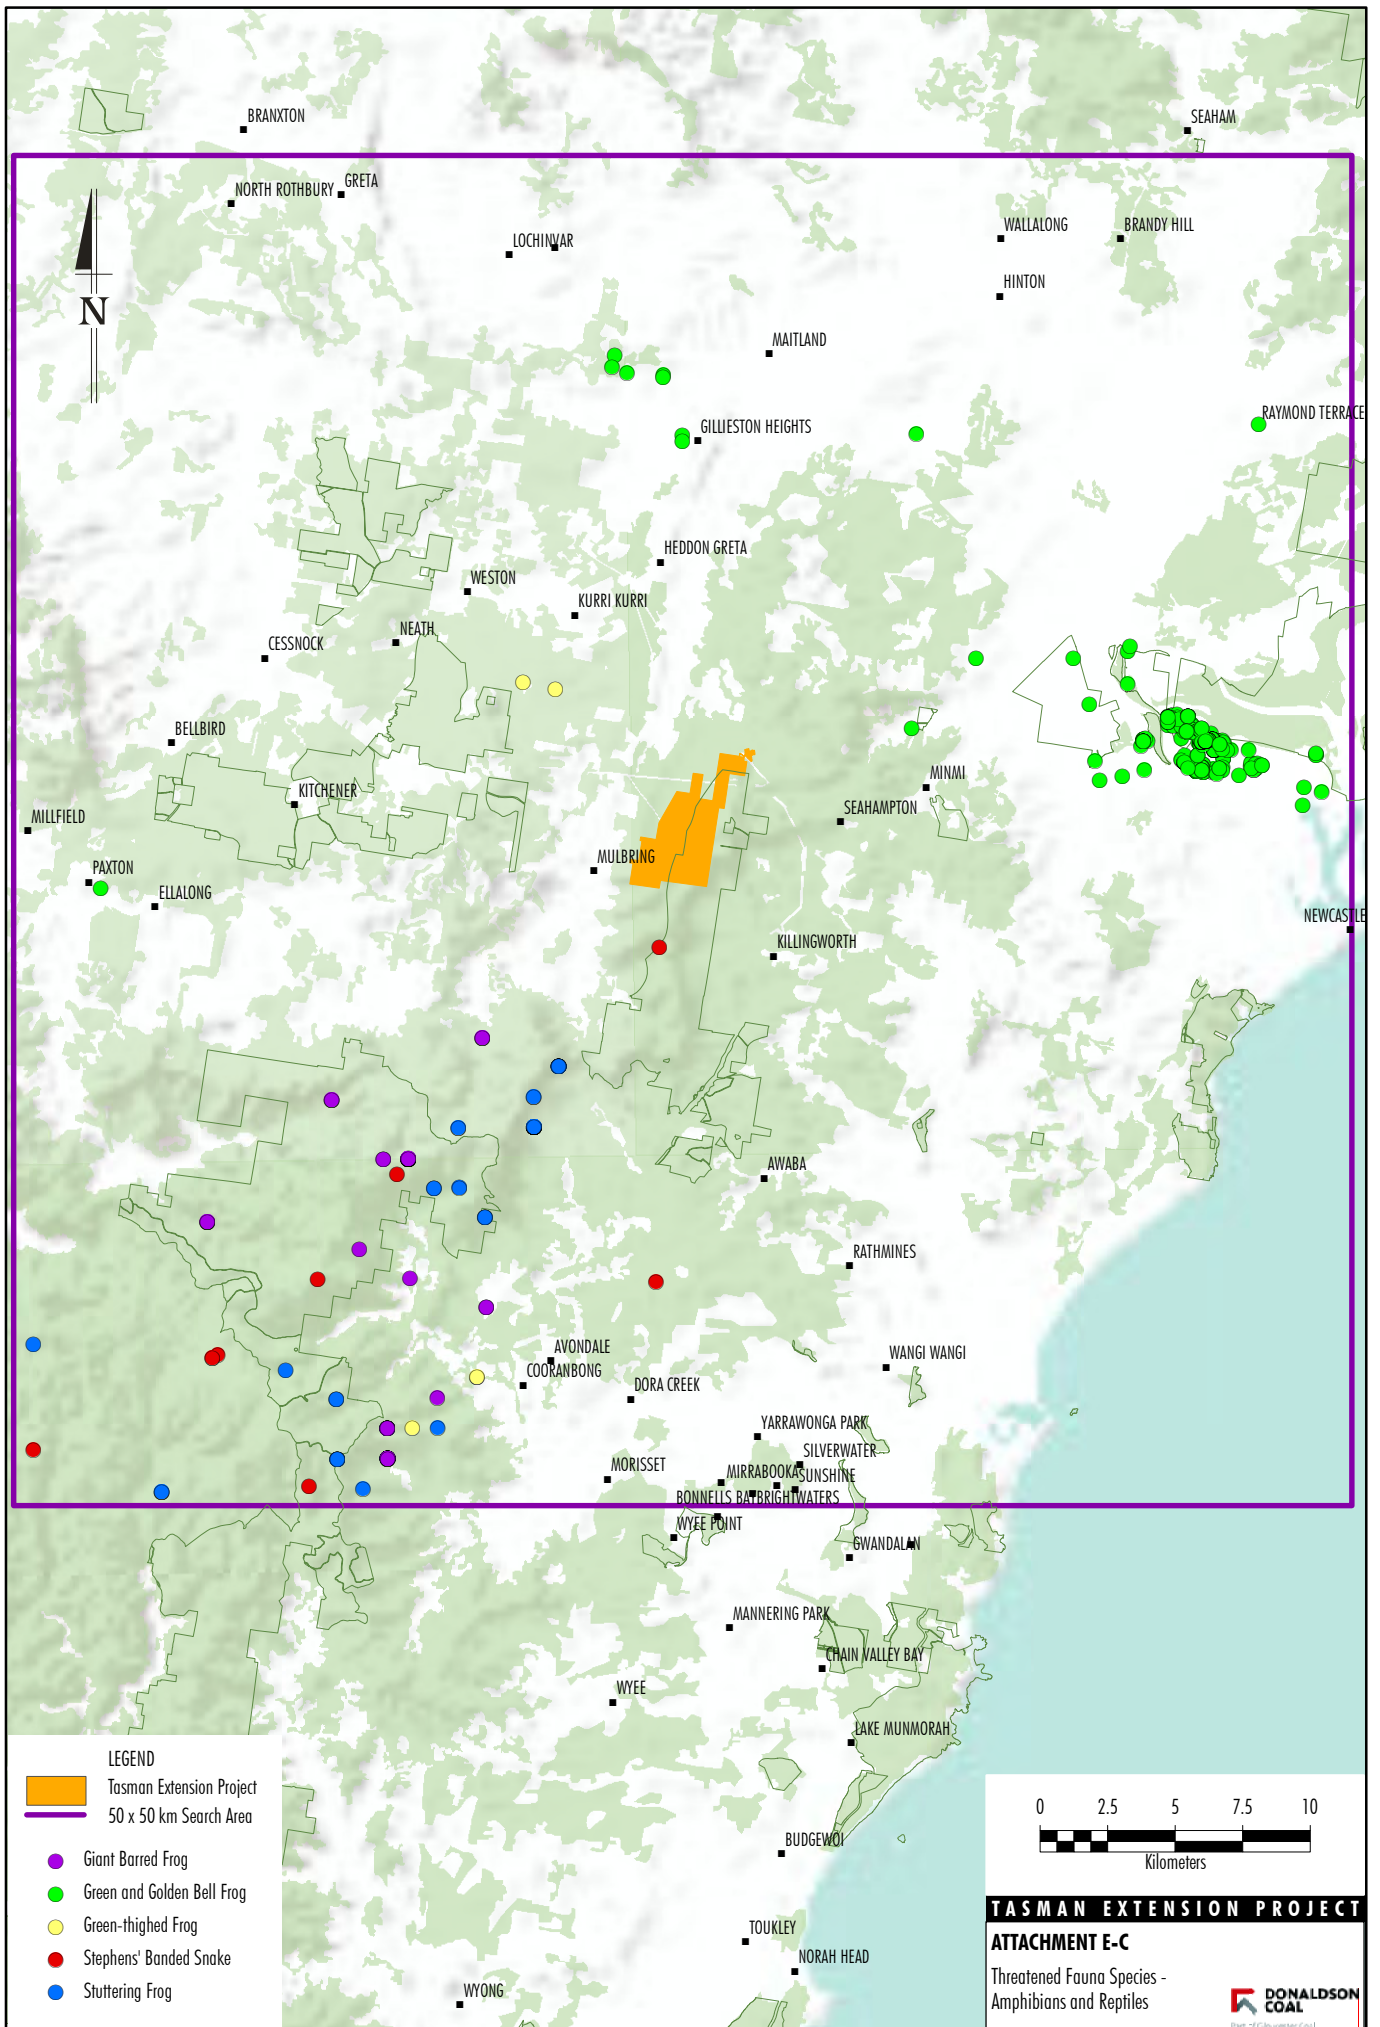 BRANXTON
SEAHAM
NORTH ROTHBURY
GRETA
LOCHINVAR
WALLALONG
BRANDY HILL
HINTON
N
MAITLAND
RAYMOND TERRACE
GILLIESTON HEIGHTS
HEDDON GRETA
WESTON
KURRI KURRI
NEATH
CESSNOCK
BELLBIRD
MINMI
KITCHENER
SEAHAMPTON
MILLFIELD
MULBRING
PAXTON
ELLALONG
NEWCASTLE
KILLINGWORTH
AWABA
RATHMINES
AVONDALE
WANGI WANGI
COORANBONG
DORA CREEK
YARRAWONGA PARK
SILVERWATER
MORISSET
MIRRABOOKA
SUNSHINE
BONNELLS BAY
BRIGHTWATERS
WYEE POINT
GWANDALAN
MANNERING PARK
CHAIN VALLEY BAY
WYEE
LAKE MUNMORAH
BUDGEWOI
TOUKLEY
NORAH HEAD
WYONG
LEGEND
Tasman Extension Project
50 x 50 km Search Area
Giant Barred Frog
Green and Golden Bell Frog
Green-thighed Frog
Stephens' Banded Snake
Stuttering Frog
0 2.5 5 7.5 10
Kilometers
TASMAN EXTENSION PROJECT
ATTACHMENT E-C
Threatened Fauna Species -
Amphibians and Reptiles
DONALDSON
COAL